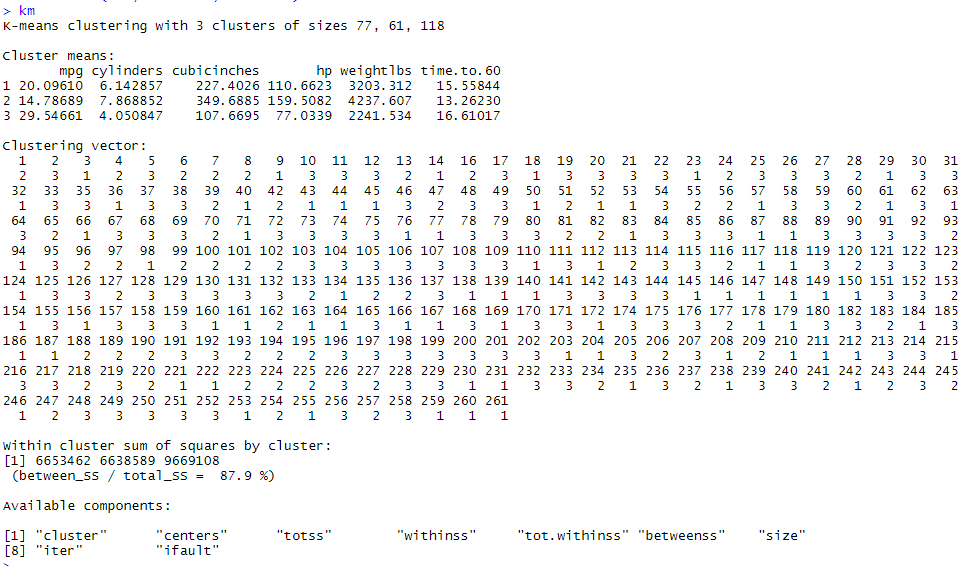 > km
K-means clustering with 3 clusters of sizes 77, 61, 118
Cluster means:
mpg cylinders cubicinches hp weightlbs time.to.60
1 20.09610 6.142857 227.4026 110.6623 3203.312 15.55844
2 14.78689 7.868852 349.6885 159.5082 4237.607 13.26230
3 29.54661 4.050847 107.6695 77.0339 2241.534 16.61017
Clustering vector:
1 2 3 4 5 6 7 8 9 10 11 12 13 14 16 17 18 19 20 21 22 23 24 25 26 27 28 29 30 31
2 3 1 2 3 2 2 2 1 3 3 3 2 1 2 3 1 3 3 3 3 1 2 3 3 3 2 1 3 3
32 33 35 36 37 38 39 40 42 43 44 45 46 47 48 49 50 51 52 53 54 55 56 57 58 59 60 61 62 63
1 3 3 1 3 3 2 1 2 1 1 1 3 2 3 3 1 2 1 1 3 2 2 1 3 3 2 1 3 1
64 65 66 67 68 69 70 71 72 73 74 75 76 77 78 79 80 81 82 83 84 85 86 87 88 89 90 91 92 93
3 2 1 3 3 3 2 1 3 3 3 3 1 1 3 3 3 2 2 1 3 3 3 1 1 3 3 3 3 2
94 95 96 97 98 99 100 101 102 103 104 105 106 107 108 109 110 111 112 113 114 115 116 117 118 119 120 121 122 123
1 3 2 2 1 2 2 2 2 3 3 3 3 3 3 3 1 3 1 2 3 3 2 1 1 3 2 3 3 2
124 125 126 127 128 129 130 131 132 133 134 135 136 137 138 139 140 141 142 143 144 145 146 147 148 149 150 151 152 153
1 3 3 2 3 3 3 3 3 2 1 2 2 3 1 1 1 3 3 3 3 1 1 1 1 1 1 3 3 2
154 155 156 157 158 159 160 161 162 163 164 165 166 167 168 169 170 171 172 174 175 176 177 178 179 180 182 183 184 185
1 3 1 3 3 3 1 1 2 1 1 3 1 1 3 1 3 3 1 3 3 3 2 1 1 3 3 2 1 3
186 187 188 189 190 191 192 193 194 195 196 197 198 199 200 201 202 203 204 205 206 207 208 209 210 211 212 213 214 215
1 1 2 2 2 3 3 2 2 2 3 3 3 3 3 3 3 1 1 3 2 3 1 2 1 1 1 3 3 1
216 217 218 219 220 221 222 223 224 225 226 227 228 229 230 231 232 233 234 235 236 237 238 239 240 241 242 243 244 245
3 3 2 3 2 1 1 2 2 2 3 2 3 3 1 1 3 3 2 1 3 2 1 3 3 2 1 2 3 2
246 247 248 249 250 251 252 253 254 255 256 257 258 259 260 261
1 2 3 3 3 3 3 1 2 1 3 2 3 1 1 1
Within cluster sum of squares by cluster:
[1] 6653462 6638589 9669108
(between_SS / total_SS = 87.9 %)
Available components:
[1] "cluster" "centers" "totss" "withinss" "tot.withinss" "betweenss" "size"
[8] "iter" "ifault"
>